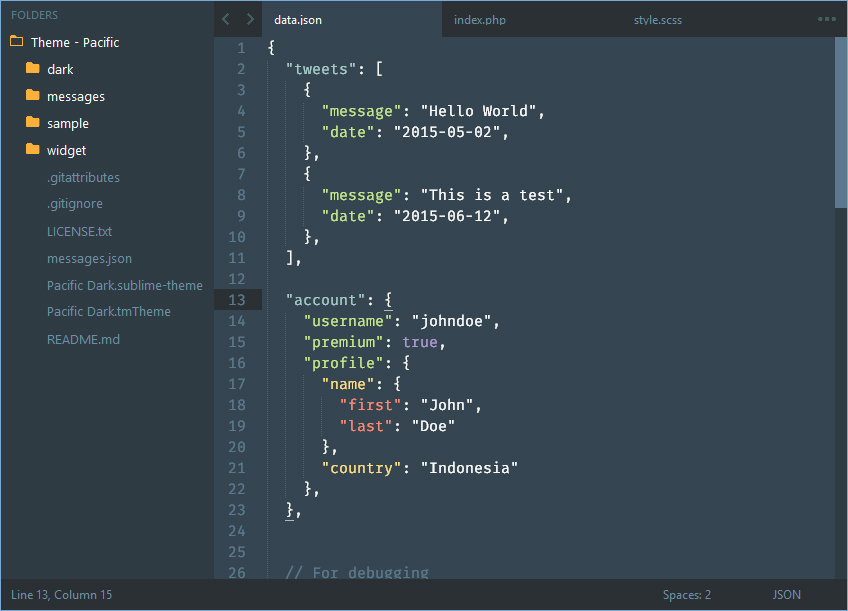 FOLDERS
Theme - Pacific
dark
messages
sample
widget
.gitattributes
.gitignore
LICENSE.txt
messages.json
Pacific Dark.sublime-theme
Pacific Dark.tmTheme
README.md
data.json index.php style.scss
1 {
2 "tweets": [
3 {
4 "message": "Hello World",
5 "date": "2015-05-02",
6 },
7 {
8 "message": "This is a test",
9 "date": "2015-06-12",
10 },
11 ],
12
13 "account": {
14 "username": "johndoe",
15 "premium": true,
16 "profile": {
17 "name": {
18 "first": "John",
19 "last": "Doe"
20 },
21 "country": "Indonesia"
22 },
23 },
24
25
26 // For debugging
Line 13, Column 15 Spaces: 2 JSON